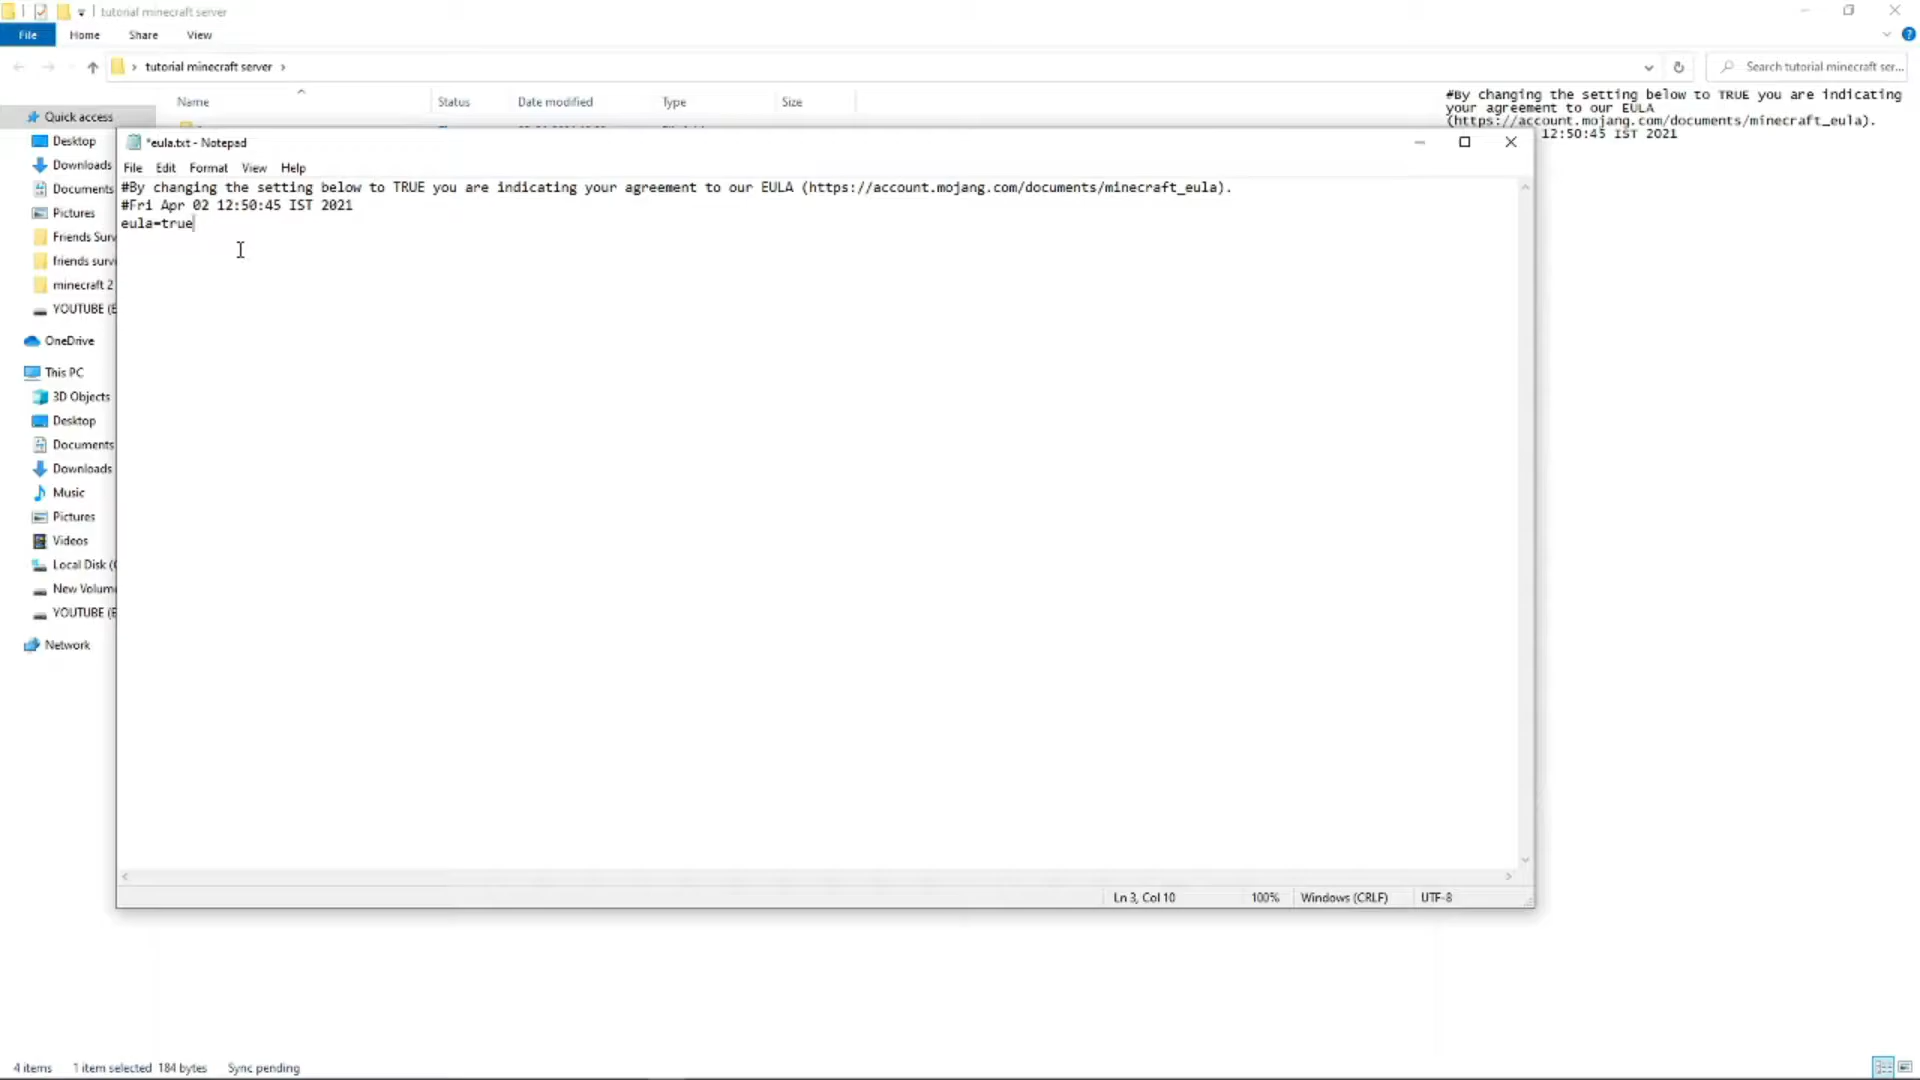 tutorial minecraft server
File
Home
Share
View
tutorial minecraft server
Search tutorial minecraft ser...
Name
Status
Date modified
Type
Size
#By changing the setting below to TRUE you are indicating
your agreement to our EULA
(https://account.mojang.com/documents/minecraft_eula).
12:50:45 IST 2021
Quick access
Desktop
Downloads
Documents
Pictures
Friends Surv
friends surv
minecraft 2
YOUTUBE (E
OneDrive
This PC
3D Objects
Desktop
Documents
Downloads
Music
Pictures
Videos
Local Disk (C
New Volum
YOUTUBE (E
Network
*eula.txt - Notepad
File
Edit
Format
View
Help
#By changing the setting below to TRUE you are indicating your agreement to our EULA (https://account.mojang.com/documents/minecraft_eula).
#Fri Apr 02 12:50:45 IST 2021
eula=true
Ln 3, Col 10
100%
Windows (CRLF)
UTF-8
4 items
1 item selected 184 bytes
Sync pending